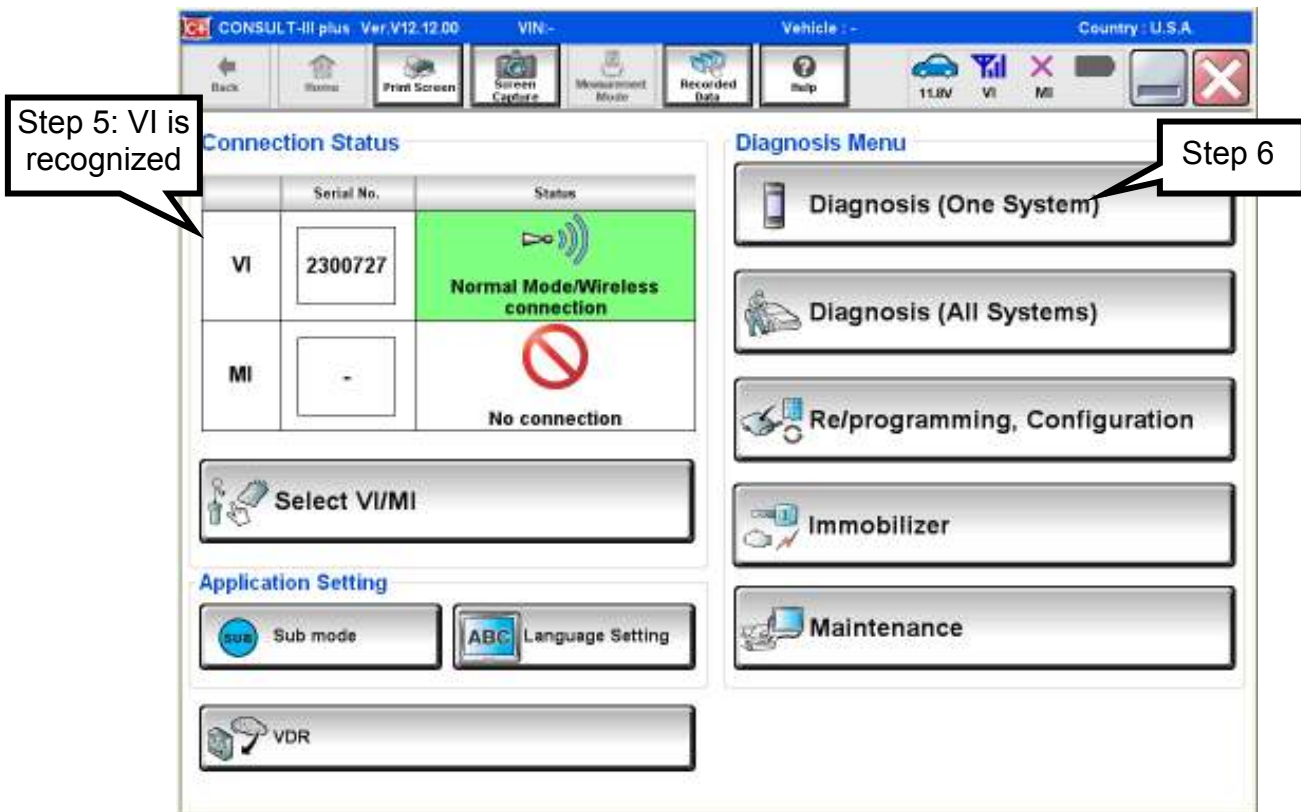 CONSULT-III plus Ver.V12.12.00 VIN:- Vehicle : - Country : U.S.A.
Back
Home
Print Screen
Screen
Capture
Measurement
Mode
Recorded
Data
Help
11.8V
VI
MI
Step 5: VI is
recognized
Connection Status
Serial No. Status
VI 2300727 Normal Mode/Wireless
connection
MI - No connection
Select VI/MI
Application Setting
SUB Sub mode
ABC Language Setting
VDR
Diagnosis Menu
Step 6
Diagnosis (One System)
Diagnosis (All Systems)
Re/programming, Configuration
Immobilizer
Maintenance